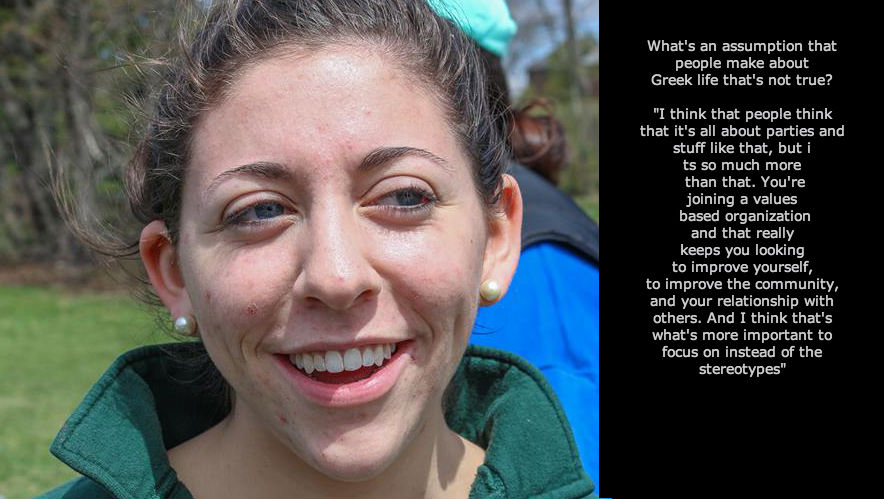 What's an assumption that
people make about
Greek life that's not true?
"I think that people think
that it's all about parties and
stuff like that, but i
ts so much more
than that. You're
joining a values
based organization
and that really
keeps you looking
to improve yourself,
to improve the community,
and your relationship with
others. And I think that's
what's more important to
focus on instead of the
stereotypes"